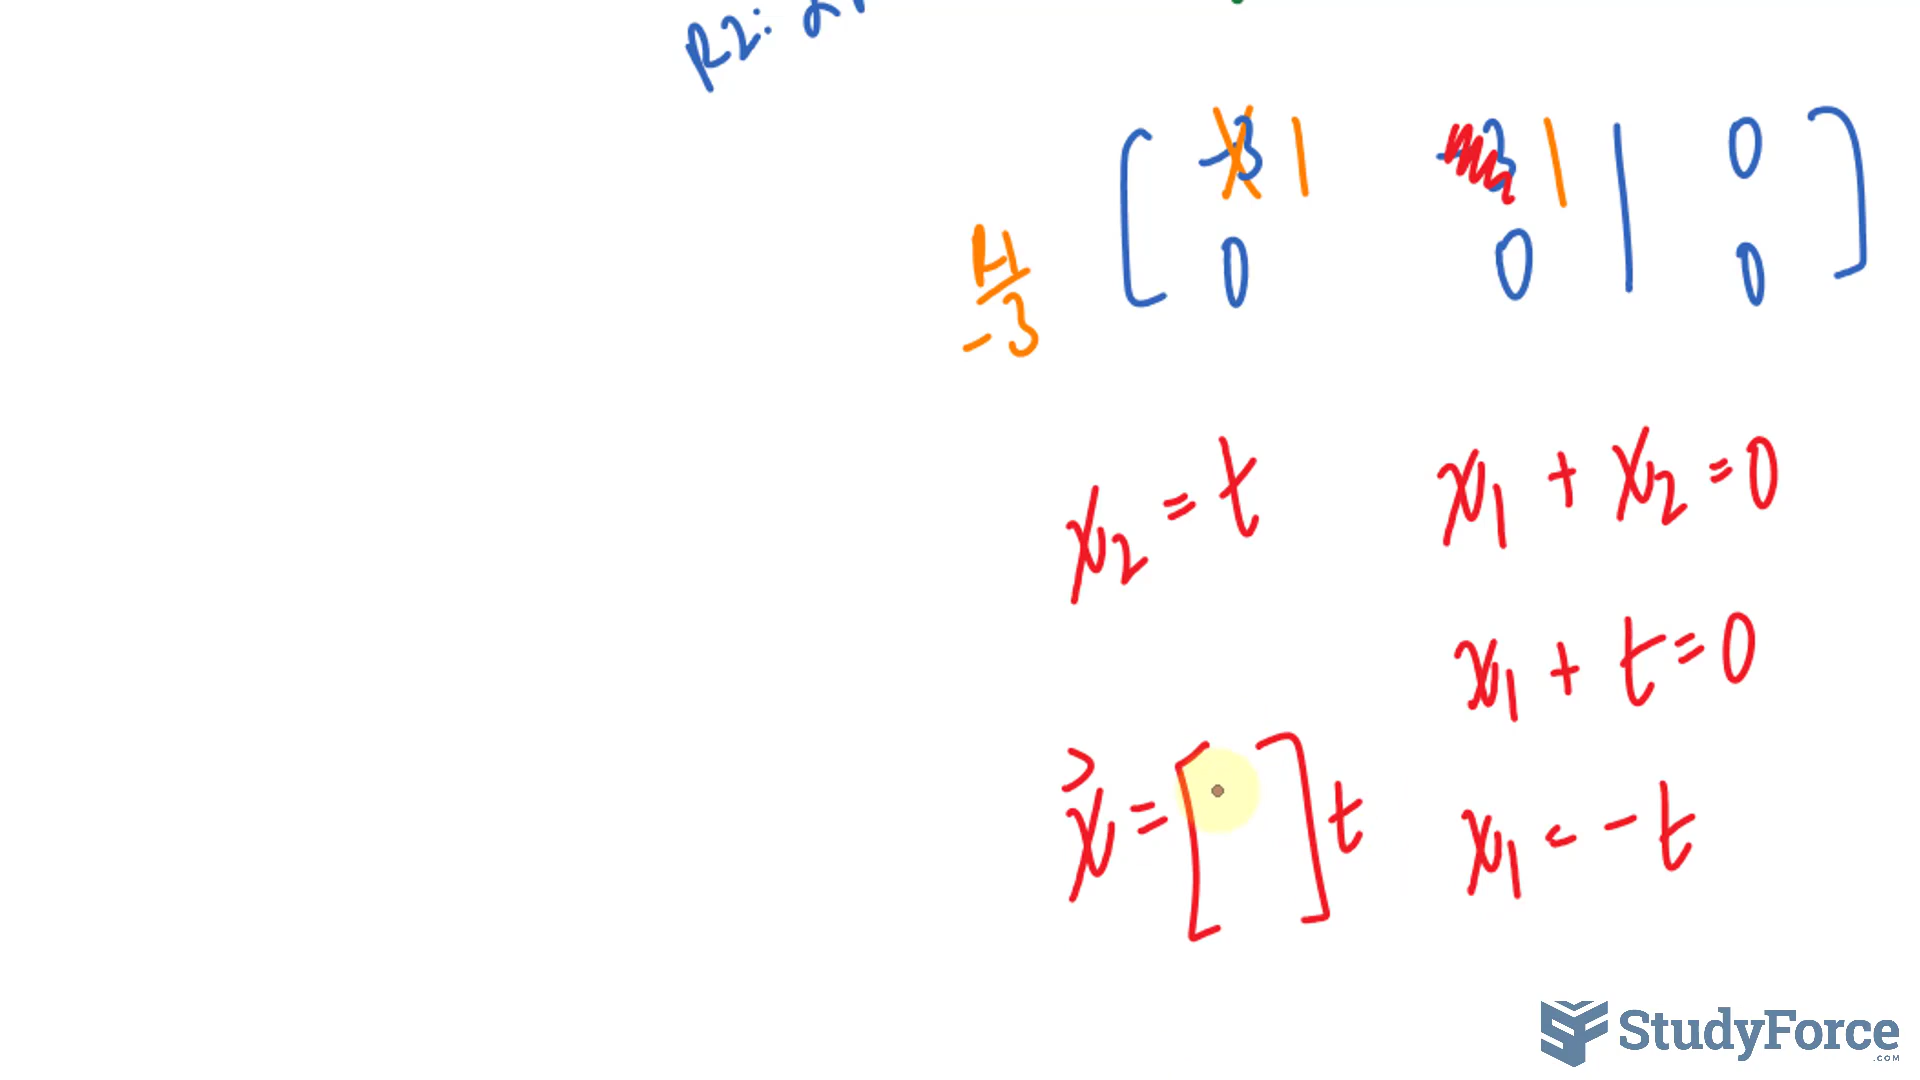 R2:
[ -3 1 -3 1 | 0 ]
[ 0 0 | 0 ]
R1
-3
x2 = t x1 + x2 = 0
x1 + t = 0
x = [ ] t x1 = - t
StudyForce
.COM